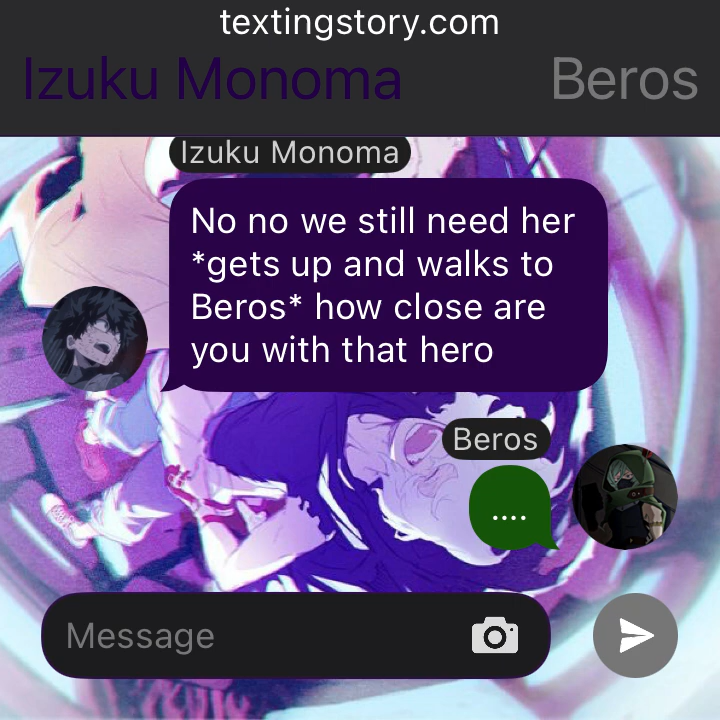 textingstory.com
Izuku Monoma Beros
Izuku Monoma
No no we still need her
*gets up and walks to
Beros* how close are
you with that hero
Beros
....
Message